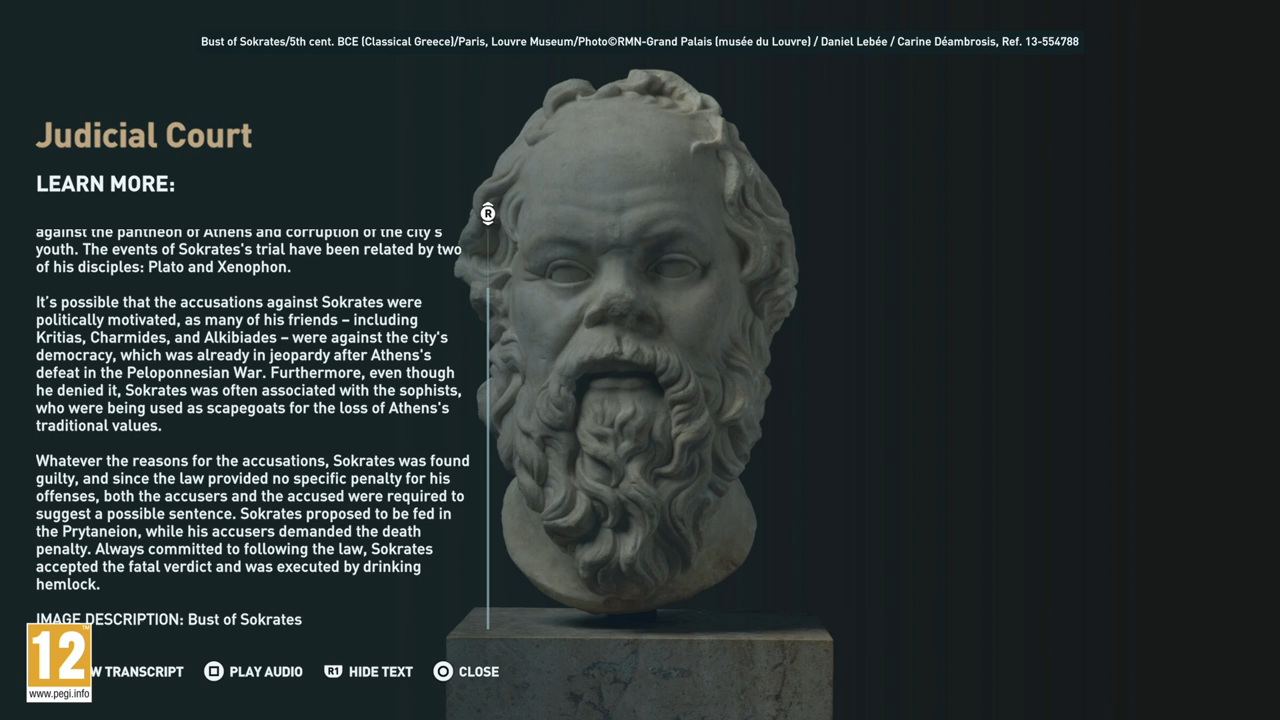 Bust of Sokrates/5th cent. BCE (Classical Greece)/Paris, Louvre Museum/Photo©RMN-Grand Palais (musée du Louvre) / Daniel Lebée / Carine Déambrosis, Ref. 13-554788
Judicial Court
LEARN MORE:
against the pantheon of Athens and corruption of the city's
youth. The events of Sokrates's trial have been related by two
of his disciples: Plato and Xenophon.
It's possible that the accusations against Sokrates were
politically motivated, as many of his friends – including
Kritias, Charmides, and Alkibiades – were against the city's
democracy, which was already in jeopardy after Athens's
defeat in the Peloponnesian War. Furthermore, even though
he denied it, Sokrates was often associated with the sophists,
who were being used as scapegoats for the loss of Athens's
traditional values.
Whatever the reasons for the accusations, Sokrates was found
guilty, and since the law provided no specific penalty for his
offenses, both the accusers and the accused were required to
suggest a possible sentence. Sokrates proposed to be fed in
the Prytaneion, while his accusers demanded the death
penalty. Always committed to following the law, Sokrates
accepted the fatal verdict and was executed by drinking
hemlock.
IMAGE DESCRIPTION: Bust of Sokrates
W TRANSCRIPT PLAY AUDIO R1 HIDE TEXT CLOSE
R
12
www.pegi.info